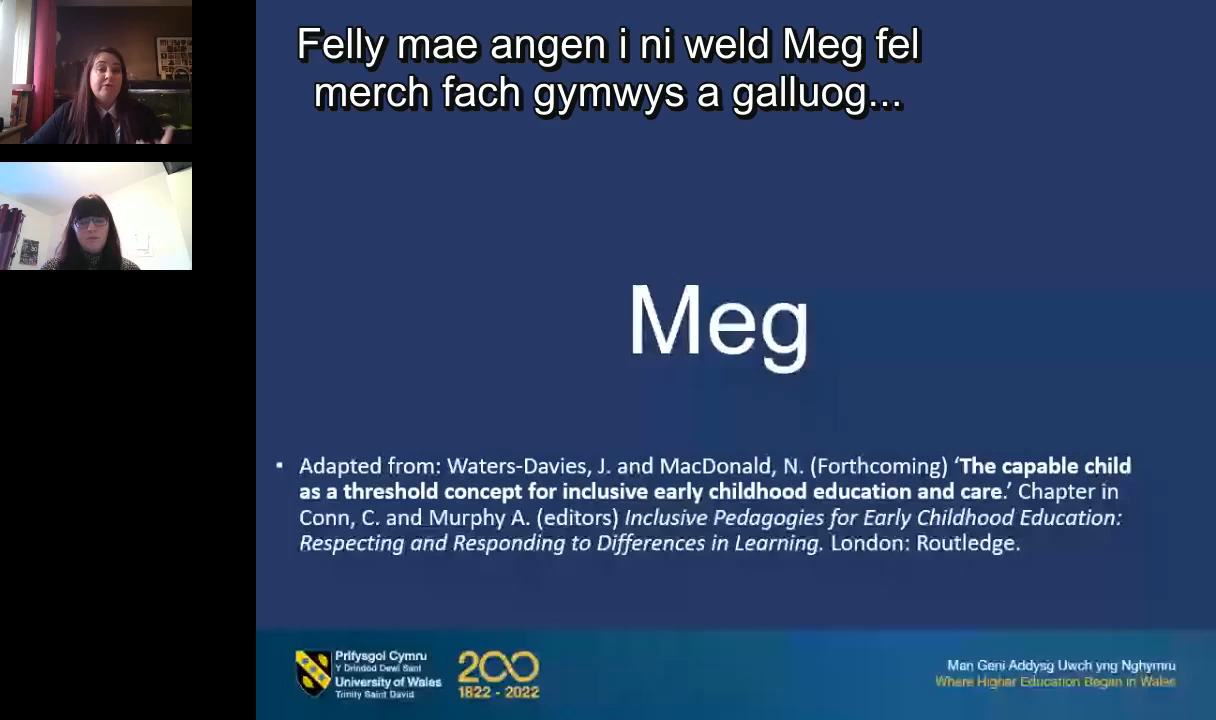 Felly mae angen i ni weld Meg fel
merch fach gymwys a galluog...
Meg
▪ Adapted from: Waters-Davies, J. and MacDonald, N. (Forthcoming) ‘The capable child
as a threshold concept for inclusive early childhood education and care.’ Chapter in
Conn, C. and Murphy A. (editors) Inclusive Pedagogies for Early Childhood Education:
Respecting and Responding to Differences in Learning. London: Routledge.
Prifysgol Cymru
Y Drindod Dewi Sant
University of Wales
Trinity Saint David
200
1822 - 2022
Man Geni Addysg Uwch yng Nghymru
Where Higher Education Began in Wales